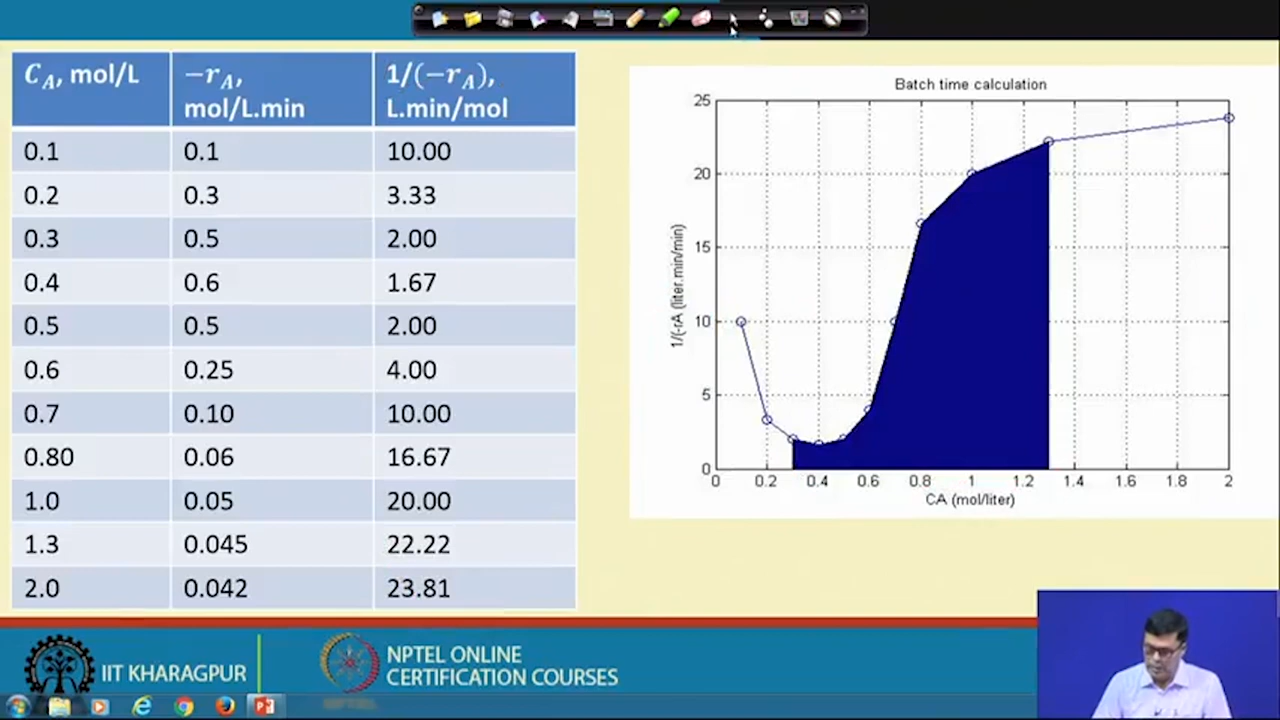 C_A, mol/L
−r_A,
mol/L.min
1/(−r_A),
L.min/mol
0.1 0.1 10.00
0.2 0.3 3.33
0.3 0.5 2.00
0.4 0.6 1.67
0.5 0.5 2.00
0.6 0.25 4.00
0.7 0.10 10.00
0.80 0.06 16.67
1.0 0.05 20.00
1.3 0.045 22.22
2.0 0.042 23.81
Batch time calculation
1/(-rA (liter.min/min)
25
20
15
10
5
0
0 0.2 0.4 0.6 0.8 1 1.2 1.4 1.6 1.8 2
CA (mol/liter)
IIT KHARAGPUR
NPTEL ONLINE
CERTIFICATION COURSES